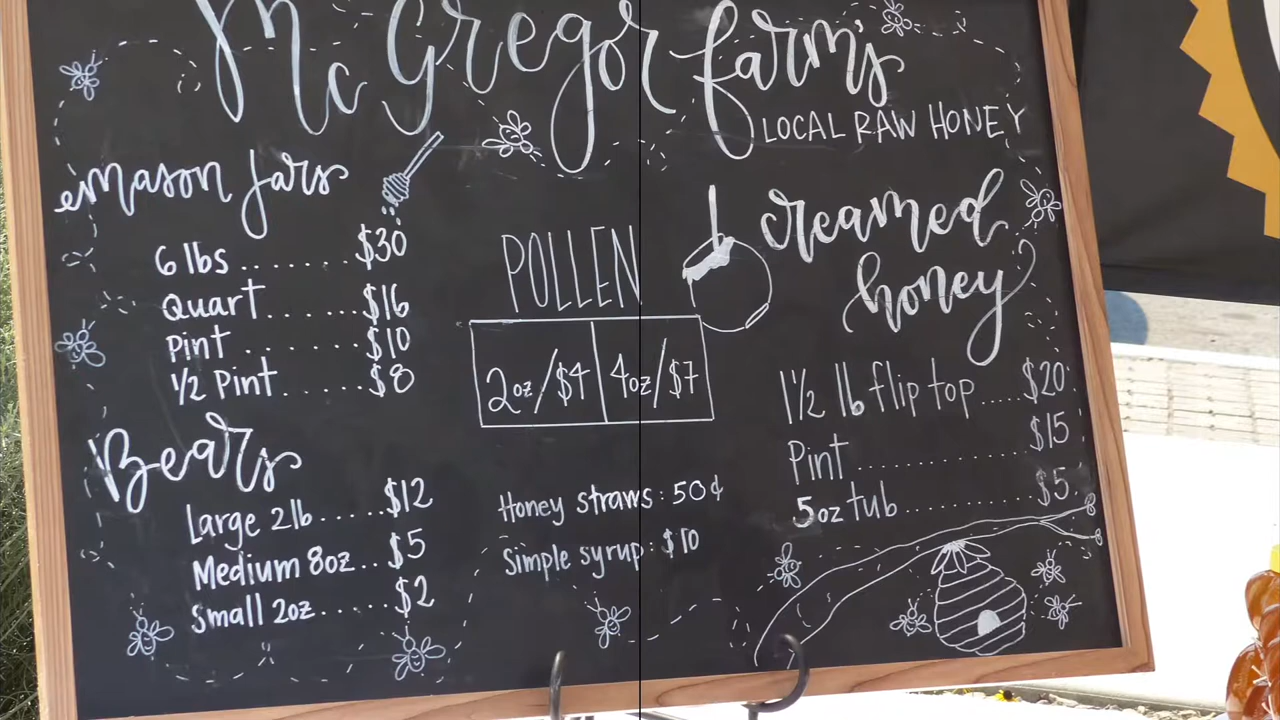 McGregor farm's
LOCAL RAW HONEY
Mason Jars
6 lbs ....... $30
Quart....... $16
Pint ....... $10
1/2 Pint....... $8
Bears
Large 2lb...... $12
Medium 8oz... $5
Small 2oz...... $2
POLLEN
2oz/$4 4oz/$7
Honey straws: 50¢
Simple syrup: $10
creamed
honey
1 1/2 lb flip top..... $20
Pint ............... $15
5oz tub............ $5